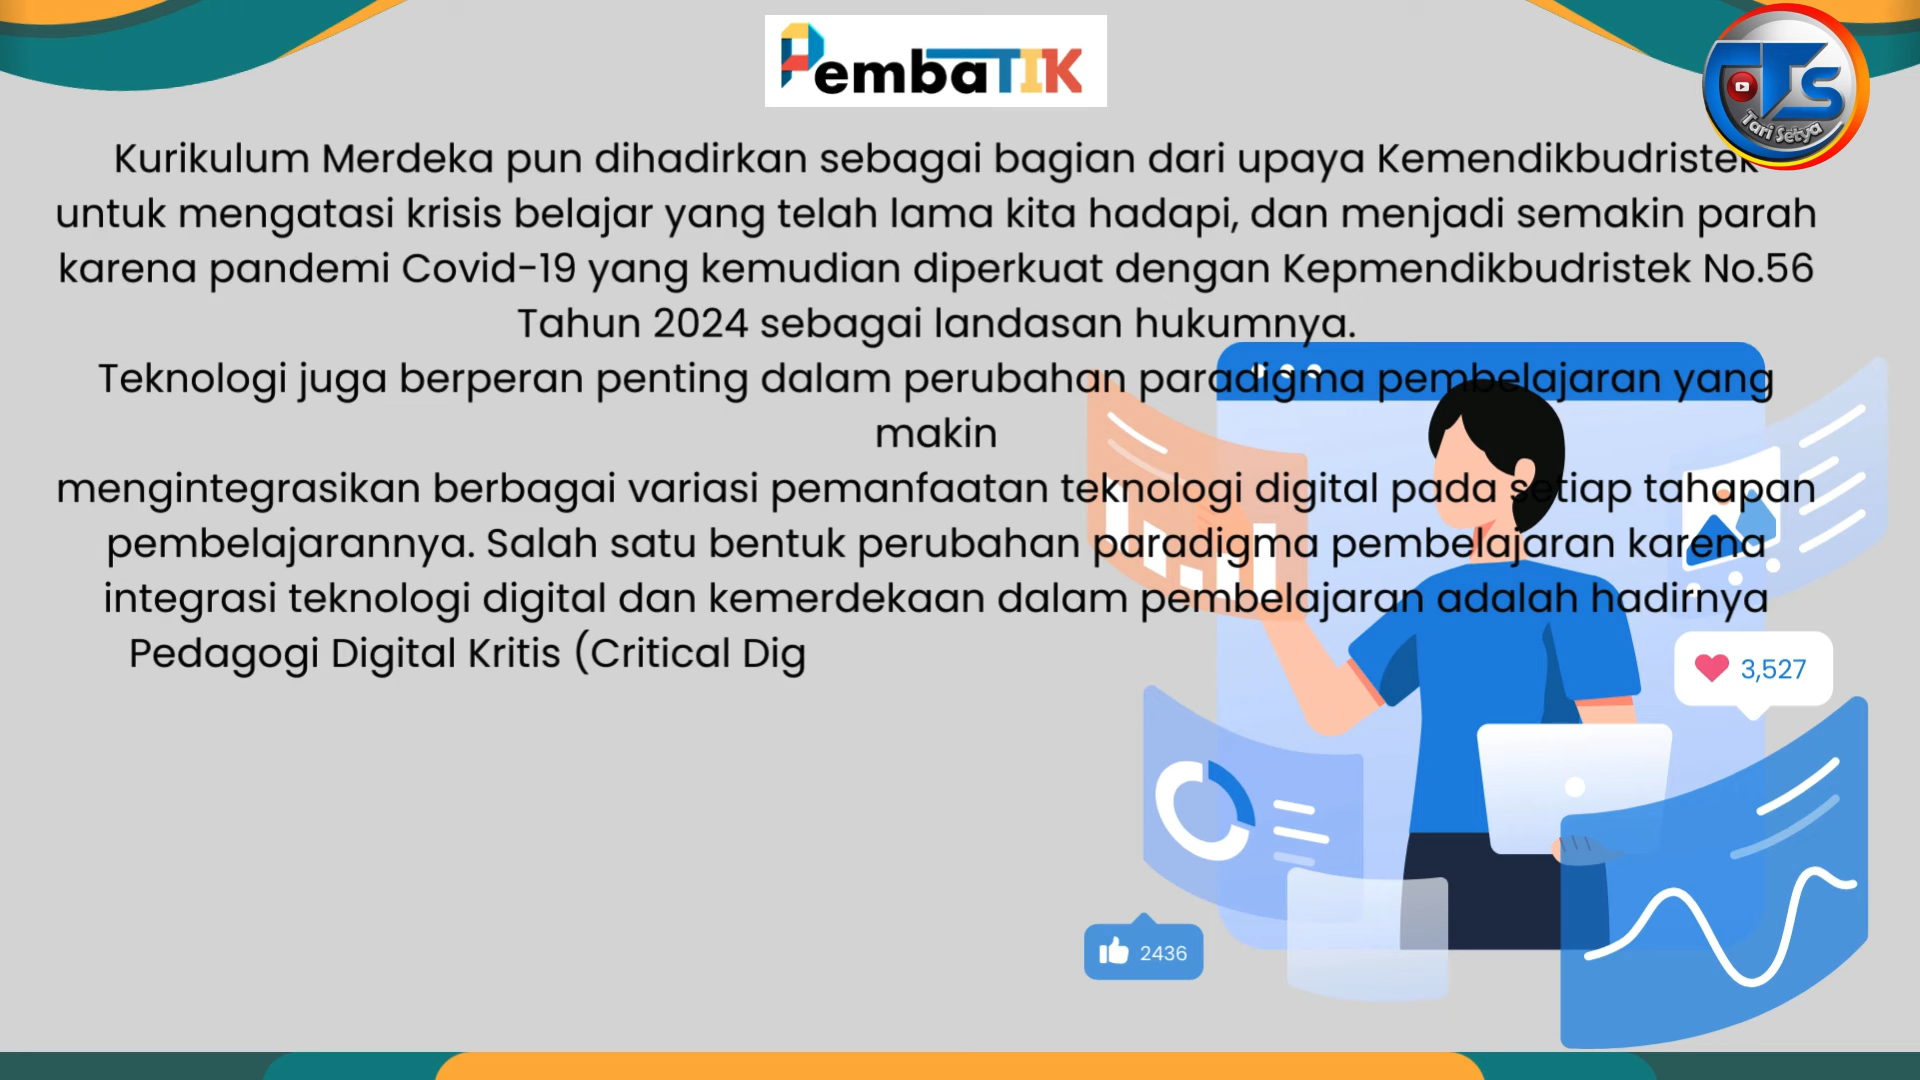 PembaTIK
TS
Tari Setya
Kurikulum Merdeka pun dihadirkan sebagai bagian dari upaya Kemendikbudristek
untuk mengatasi krisis belajar yang telah lama kita hadapi, dan menjadi semakin parah
karena pandemi Covid-19 yang kemudian diperkuat dengan Kepmendikbudristek No.56
Tahun 2024 sebagai landasan hukumnya.
Teknologi juga berperan penting dalam perubahan paradigma pembelajaran yang
makin
mengintegrasikan berbagai variasi pemanfaatan teknologi digital pada setiap tahapan
pembelajarannya. Salah satu bentuk perubahan paradigma pembelajaran karena
integrasi teknologi digital dan kemerdekaan dalam pembelajaran adalah hadirnya
Pedagogi Digital Kritis (Critical Dig
3,527
2436